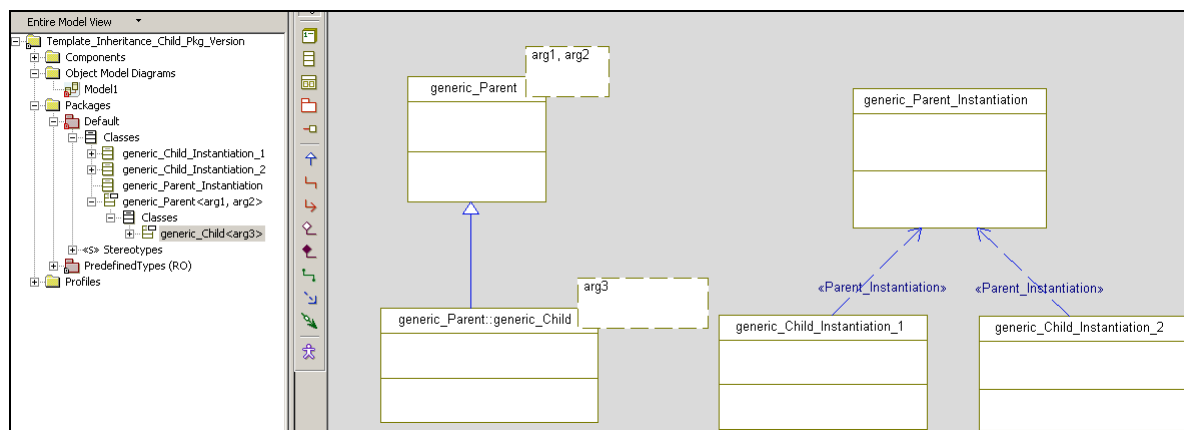 Entire Model View
Template_Inheritance_Child_Pkg_Version
Components
Object Model Diagrams
Model1
Packages
Default
Classes
generic_Child_Instantiation_1
generic_Child_Instantiation_2
generic_Parent_Instantiation
generic_Parent<arg1, arg2>
Classes
generic_Child<arg3>
«S» Stereotypes
PredefinedTypes (RO)
Profiles
arg1, arg2
generic_Parent
generic_Parent_Instantiation
arg3
generic_Parent::generic_Child
«Parent_Instantiation»
«Parent_Instantiation»
generic_Child_Instantiation_1
generic_Child_Instantiation_2